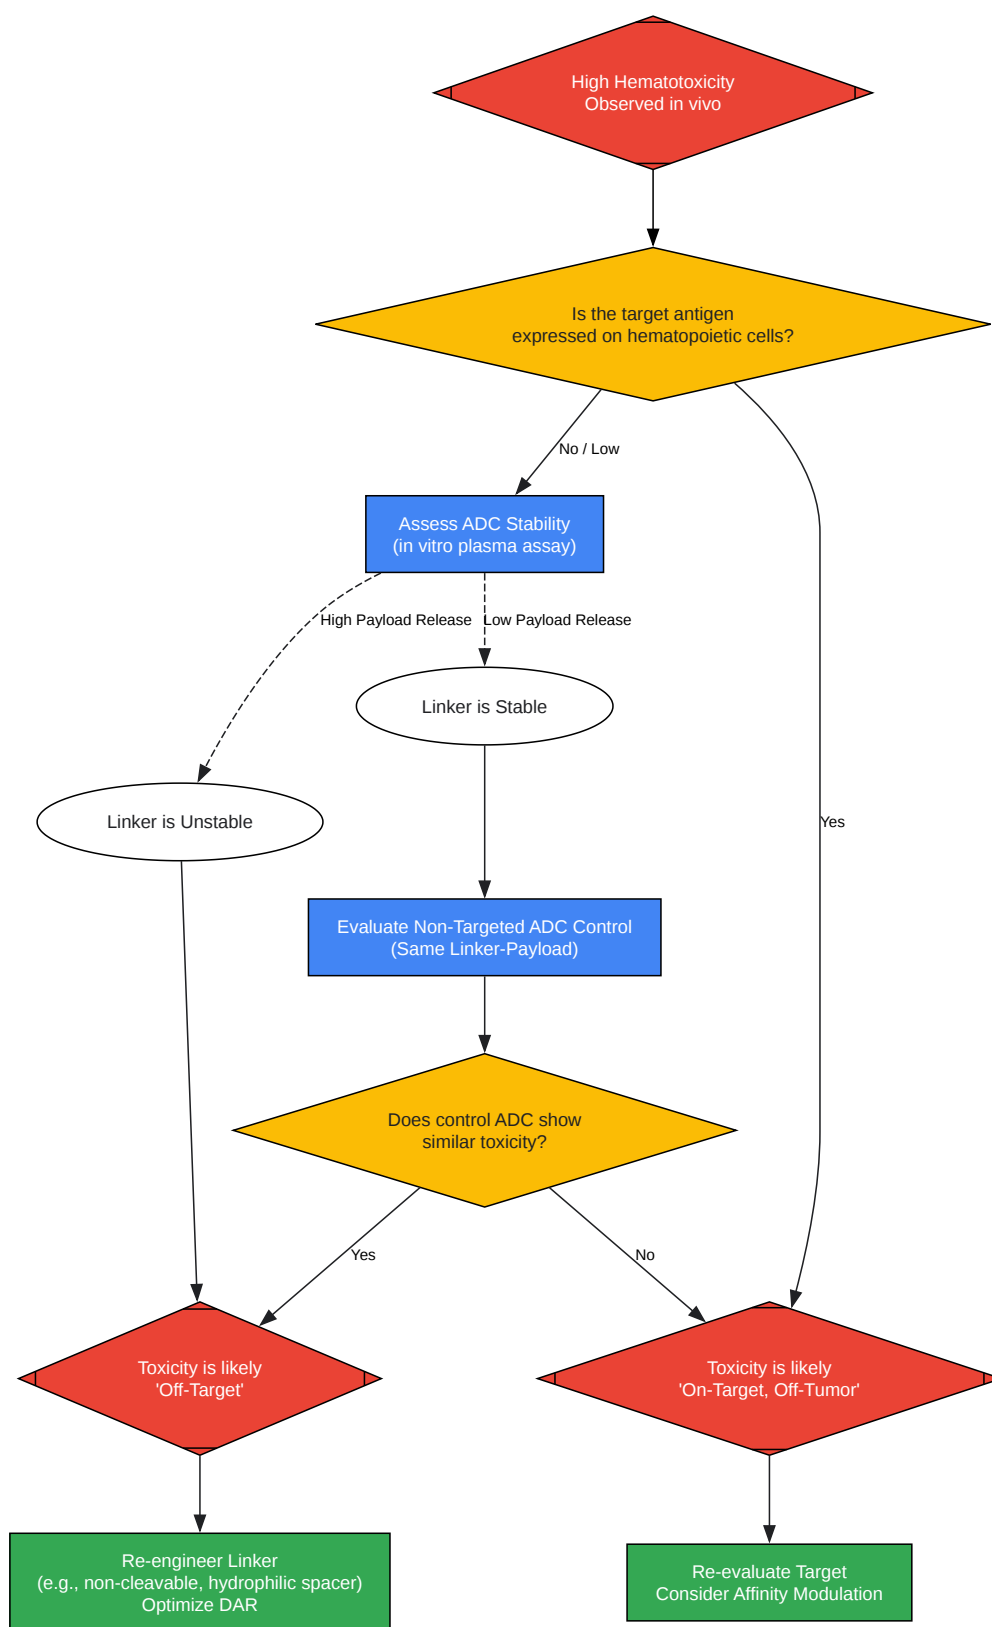 High Hematotoxicity
Observed in vivo
Is the target antigen
expressed on hematopoietic cells?
No / Low
Assess ADC Stability
(in vitro plasma assay)
High Payload Release
Low Payload Release
Linker is Stable
Linker is Unstable
Yes
Evaluate Non-Targeted ADC Control
(Same Linker-Payload)
Does control ADC show
similar toxicity?
Yes
No
Toxicity is likely
'Off-Target'
Toxicity is likely
'On-Target, Off-Tumor'
Re-engineer Linker
(e.g., non-cleavable, hydrophilic spacer)
Optimize DAR
Re-evaluate Target
Consider Affinity Modulation